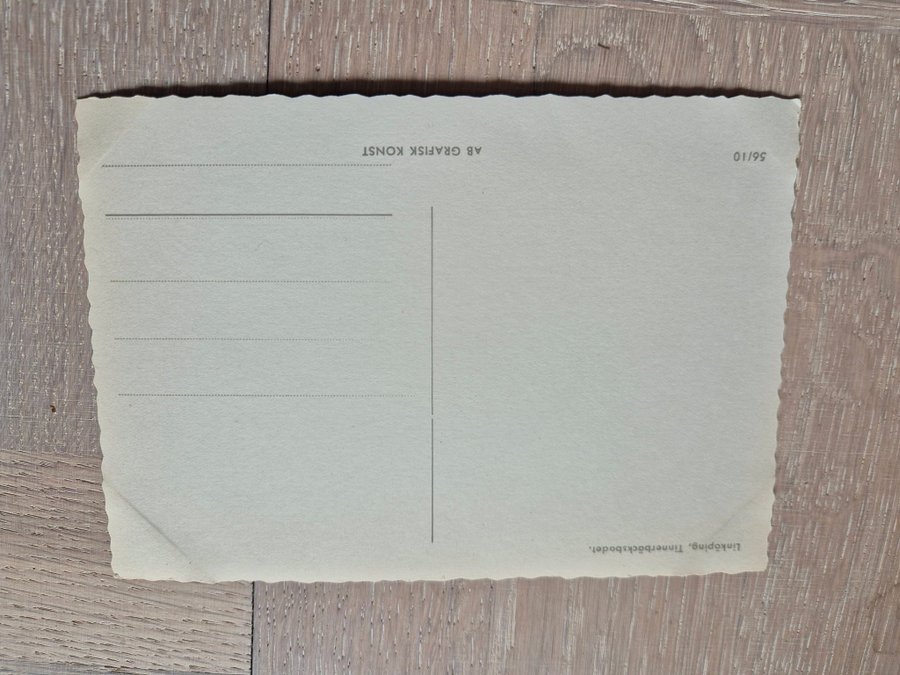 Linköping, Tinnerbäcksbadet.
56/10
AB GRAFISK KONST